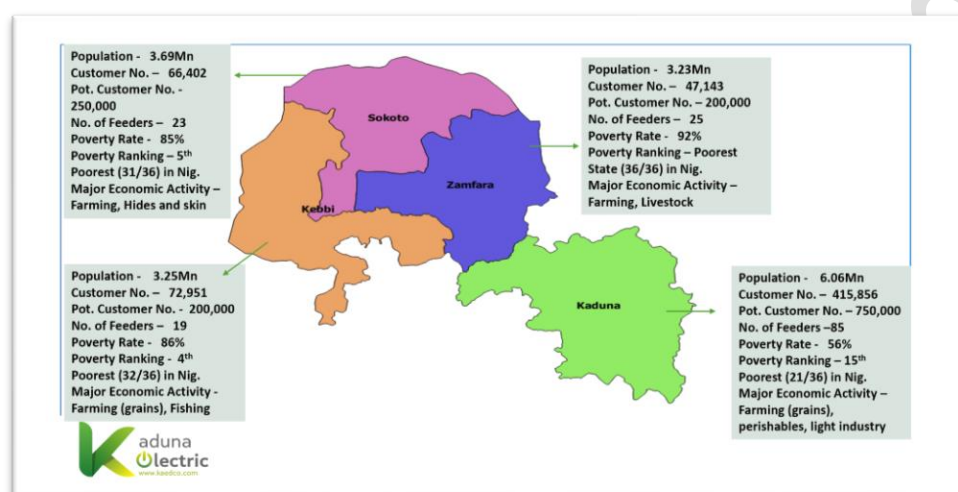 Population - 3.69Mn
Customer No. – 66,402
Pot. Customer No. -
250,000
No. of Feeders – 23
Poverty Rate - 85%
Poverty Ranking – 5th
Poorest (31/36) in Nig.
Major Economic Activity –
Farming, Hides and skin
Population - 3.23Mn
Customer No. – 47,143
Pot. Customer No. – 200,000
No. of Feeders – 25
Poverty Rate - 92%
Poverty Ranking – Poorest
State (36/36) in Nig.
Major Economic Activity –
Farming, Livestock
Sokoto
Zamfara
Kebbi
Kaduna
Population - 3.25Mn
Customer No. – 72,951
Pot. Customer No. - 200,000
No. of Feeders – 19
Poverty Rate - 86%
Poverty Ranking - 4th
Poorest (32/36) in Nig.
Major Economic Activity -
Farming (grains), Fishing
Population - 6.06Mn
Customer No. – 415,856
Pot. Customer No. – 750,000
No. of Feeders –85
Poverty Rate - 56%
Poverty Ranking – 15th
Poorest (21/36) in Nig.
Major Economic Activity –
Farming (grains),
perishables, light industry
Kaduna
electric
www.kaedco.com